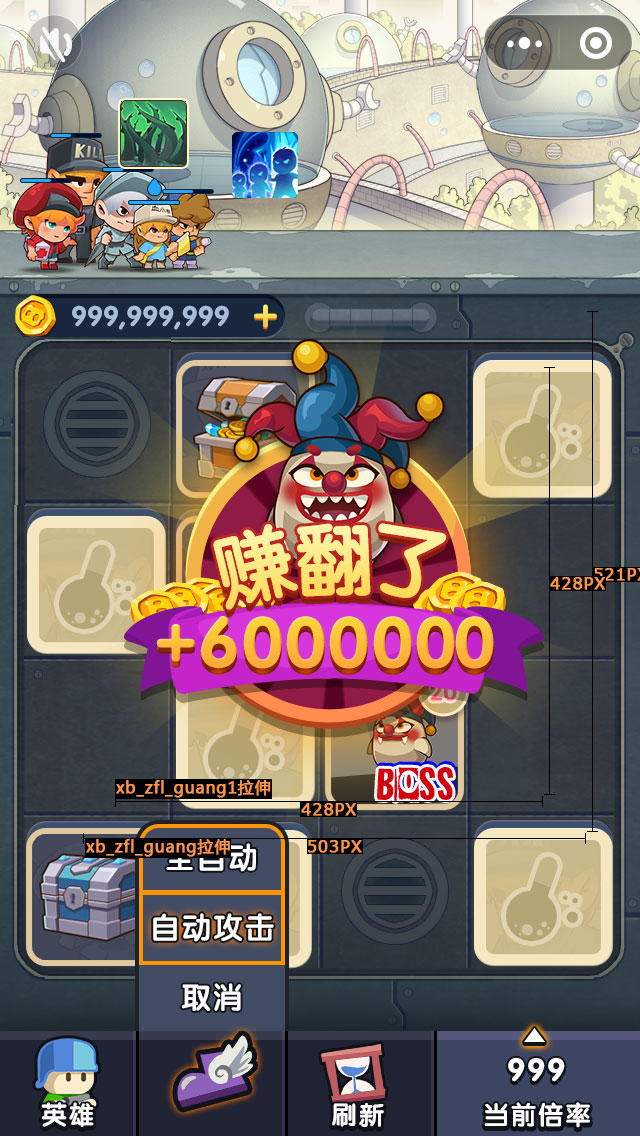 KIL
999,999,999
赚翻了
+6000000
428PX
521PX
20
BOSS
xb_zfl_guang1拉伸
428PX
xb_zfl_guang拉伸
503PX
全自动
自动攻击
取消
999
英雄
刷新
当前倍率